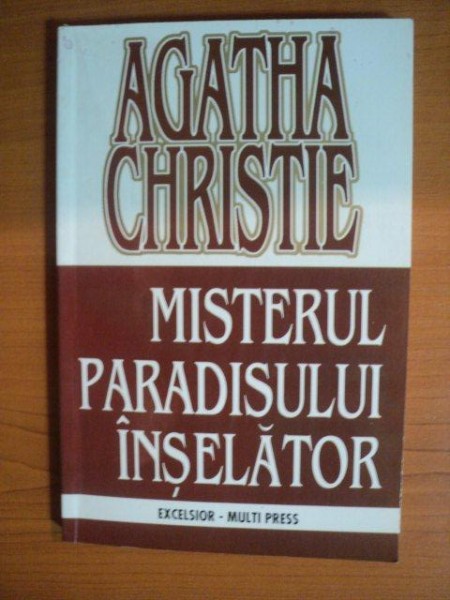 AGATHA
CHRISTIE
MISTERUL
PARADISULUI
ÎNȘELĂTOR
EXCELSIOR - MULTI PRESS